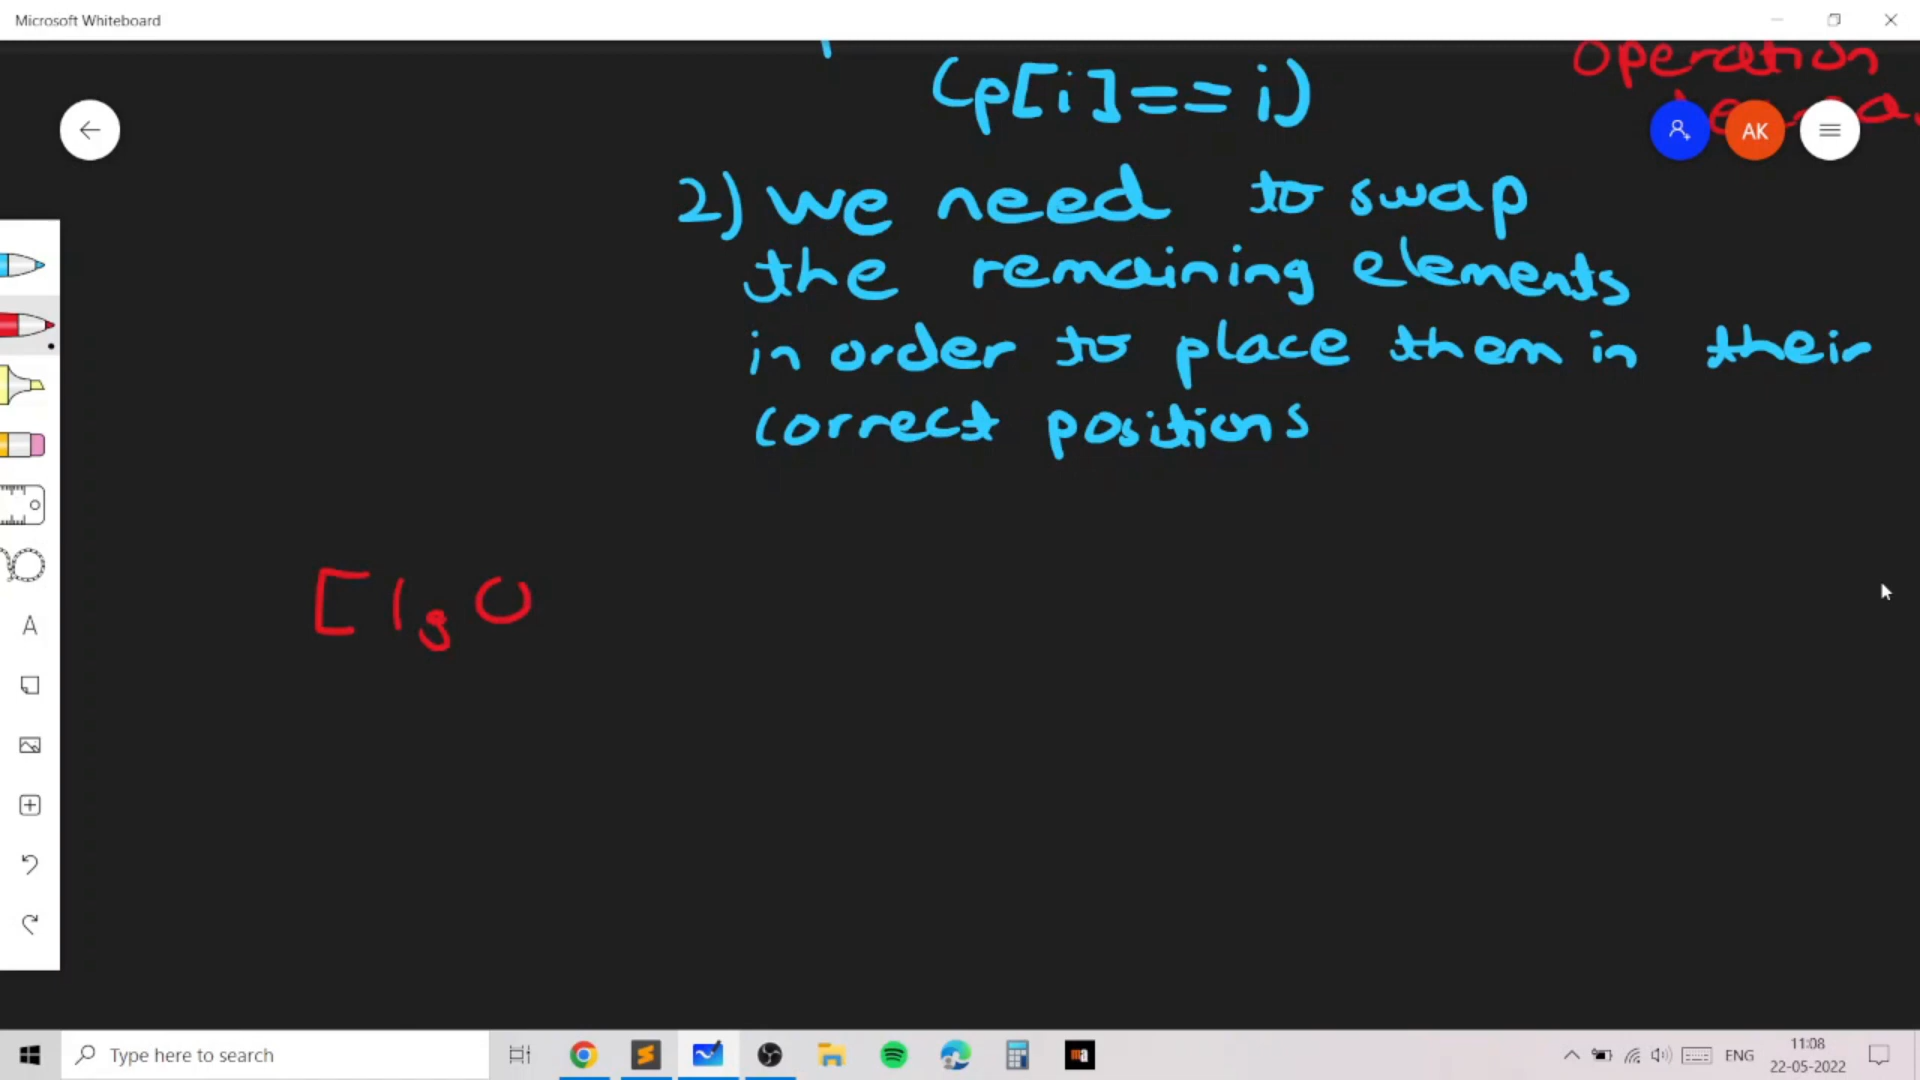 Microsoft Whiteboard
operation
(p[i]==i)
AK
2) we need to swap
the remaining elements
in order to place them in their
correct positions
[1, 0
A
Type here to search
ma
ENG
11:08
22-05-2022